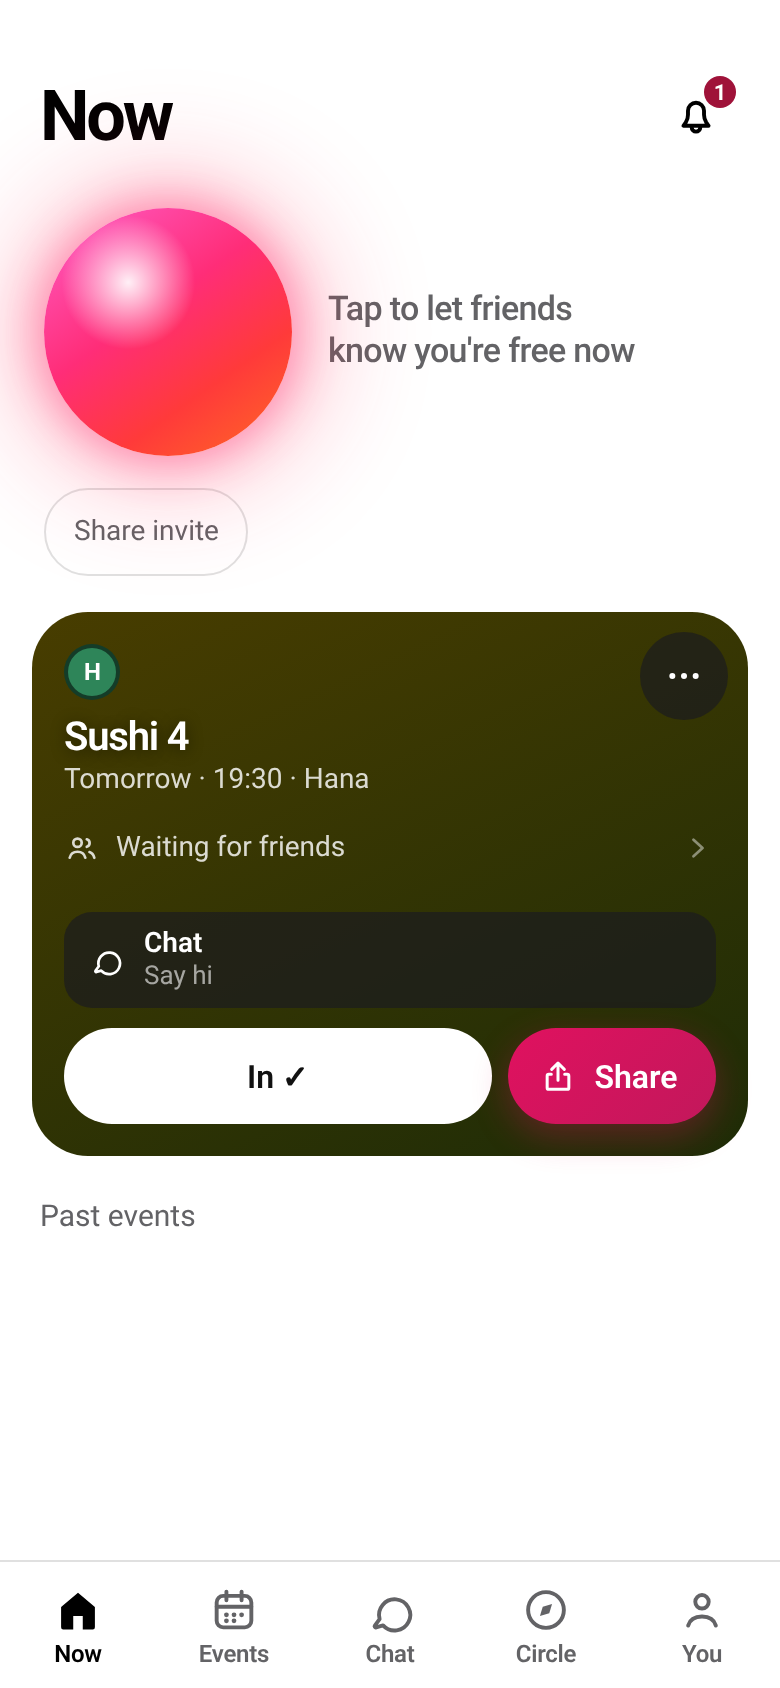 Now
1
Tap to let friends
know you're free now
Share invite
H
Sushi 4
Tomorrow · 19:30 · Hana
Waiting for friends
Chat
Say hi
In ✓
Share
Past events
Now
Events
Chat
Circle
You